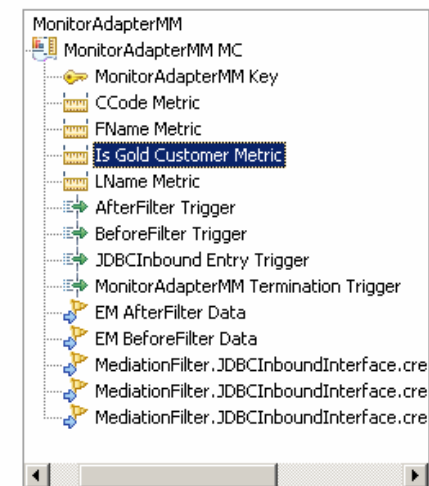 MonitorAdapterMM
MonitorAdapterMM MC
MonitorAdapterMM Key
CCode Metric
FName Metric
Is Gold Customer Metric
LName Metric
AfterFilter Trigger
BeforeFilter Trigger
JDBCInbound Entry Trigger
MonitorAdapterMM Termination Trigger
EM AfterFilter Data
EM BeforeFilter Data
MediationFilter.JDBCInboundInterface.cre
MediationFilter.JDBCInboundInterface.cre
MediationFilter.JDBCInboundInterface.cre